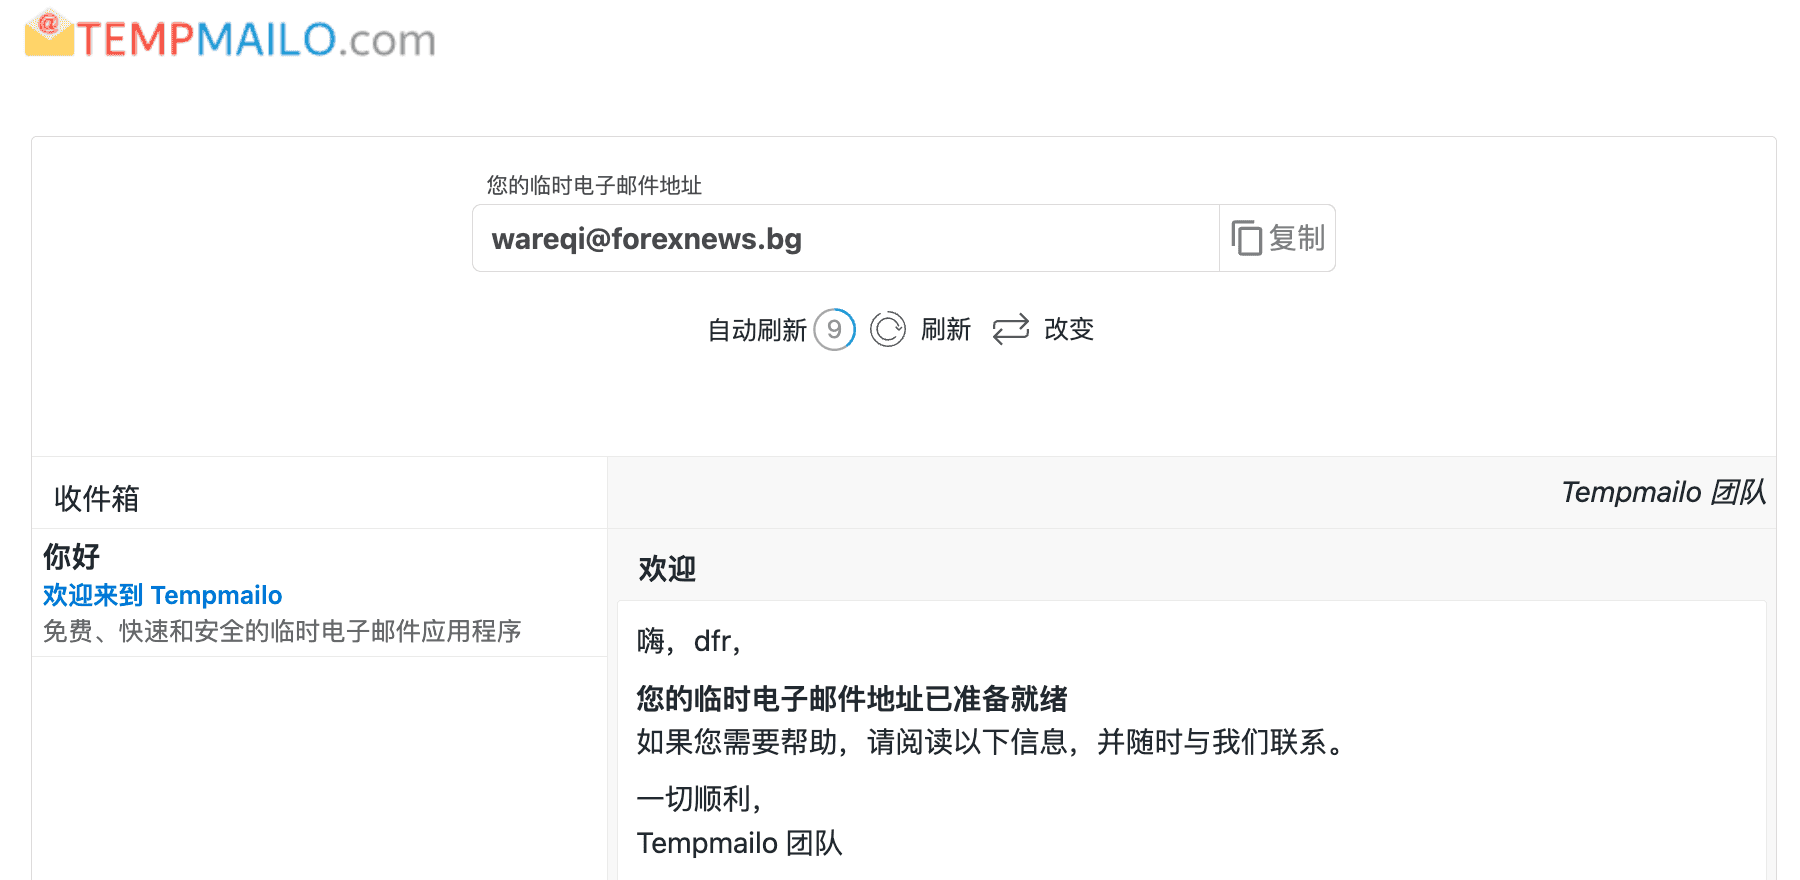 TEMPMAILO.com
您的临时电子邮件地址
wareqi@forexnews.bg 复制
自动刷新 9 刷新 改变
收件箱
Tempmailo 团队
你好
欢迎来到 Tempmailo
免费、快速和安全的临时电子邮件应用程序
欢迎
嗨，dfr，
您的临时电子邮件地址已准备就绪
如果您需要帮助，请阅读以下信息，并随时与我们联系。
一切顺利，
Tempmailo 团队